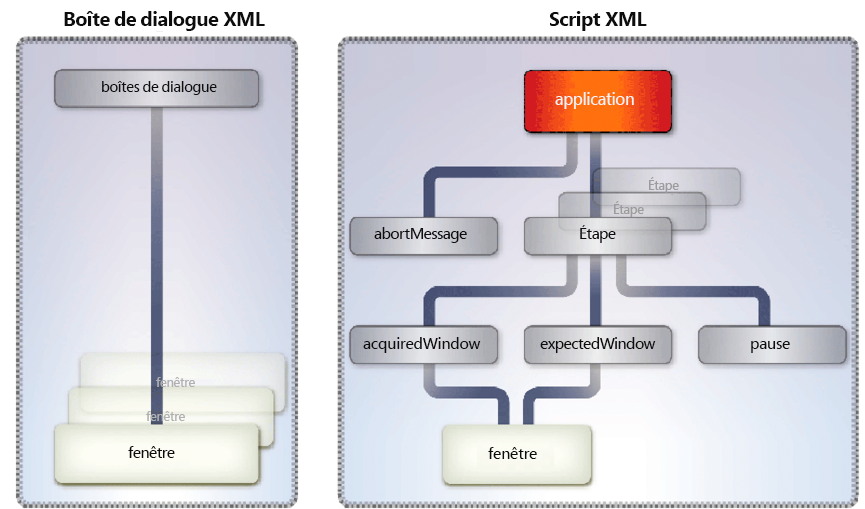 Boîte de dialogue XML
boîtes de dialogue
fenêtre
fenêtre
fenêtre
Script XML
application
Étape
Étape
abortMessage
Étape
acquiredWindow
expectedWindow
pause
fenêtre